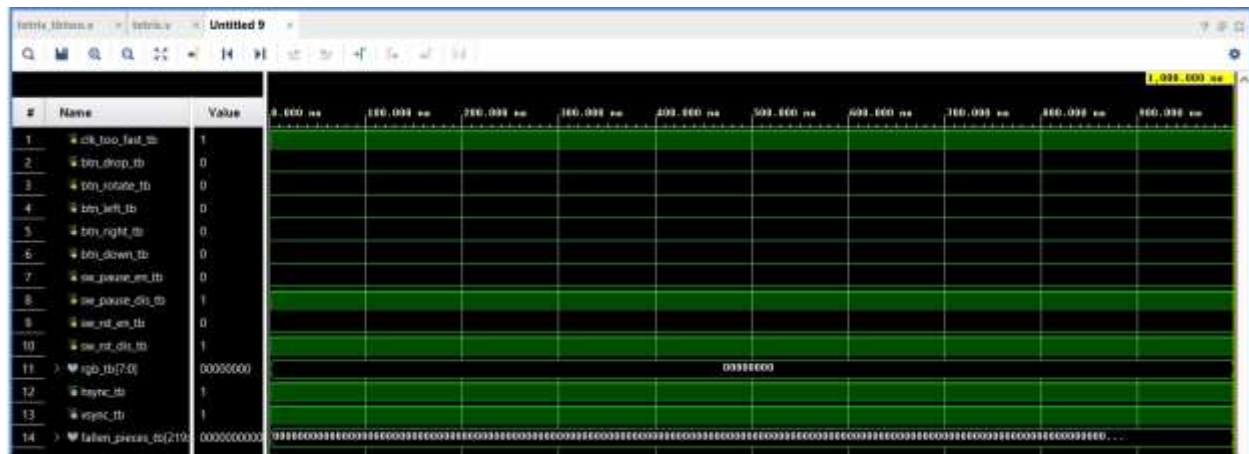 tetris_tbtwo.v × tetris.v × Untitled 9 ×
1,000.000 ns
# Name Value 0.000 ns 100.000 ns 200.000 ns 300.000 ns 400.000 ns 500.000 ns 600.000 ns 700.000 ns 800.000 ns 900.000 ns
1 clk_too_fast_tb 1
2 btn_drop_tb 0
3 btn_rotate_tb 0
4 btn_left_tb 0
5 btn_right_tb 0
6 btn_down_tb 0
7 sw_pause_en_tb 0
8 sw_pause_dis_tb 1
9 sw_rst_en_tb 0
10 sw_rst_dis_tb 1
11 rgb_tb[7:0] 00000000 00000000
12 hsync_tb 1
13 vsync_tb 1
14 fallen_pieces_tb[219: 0000000000